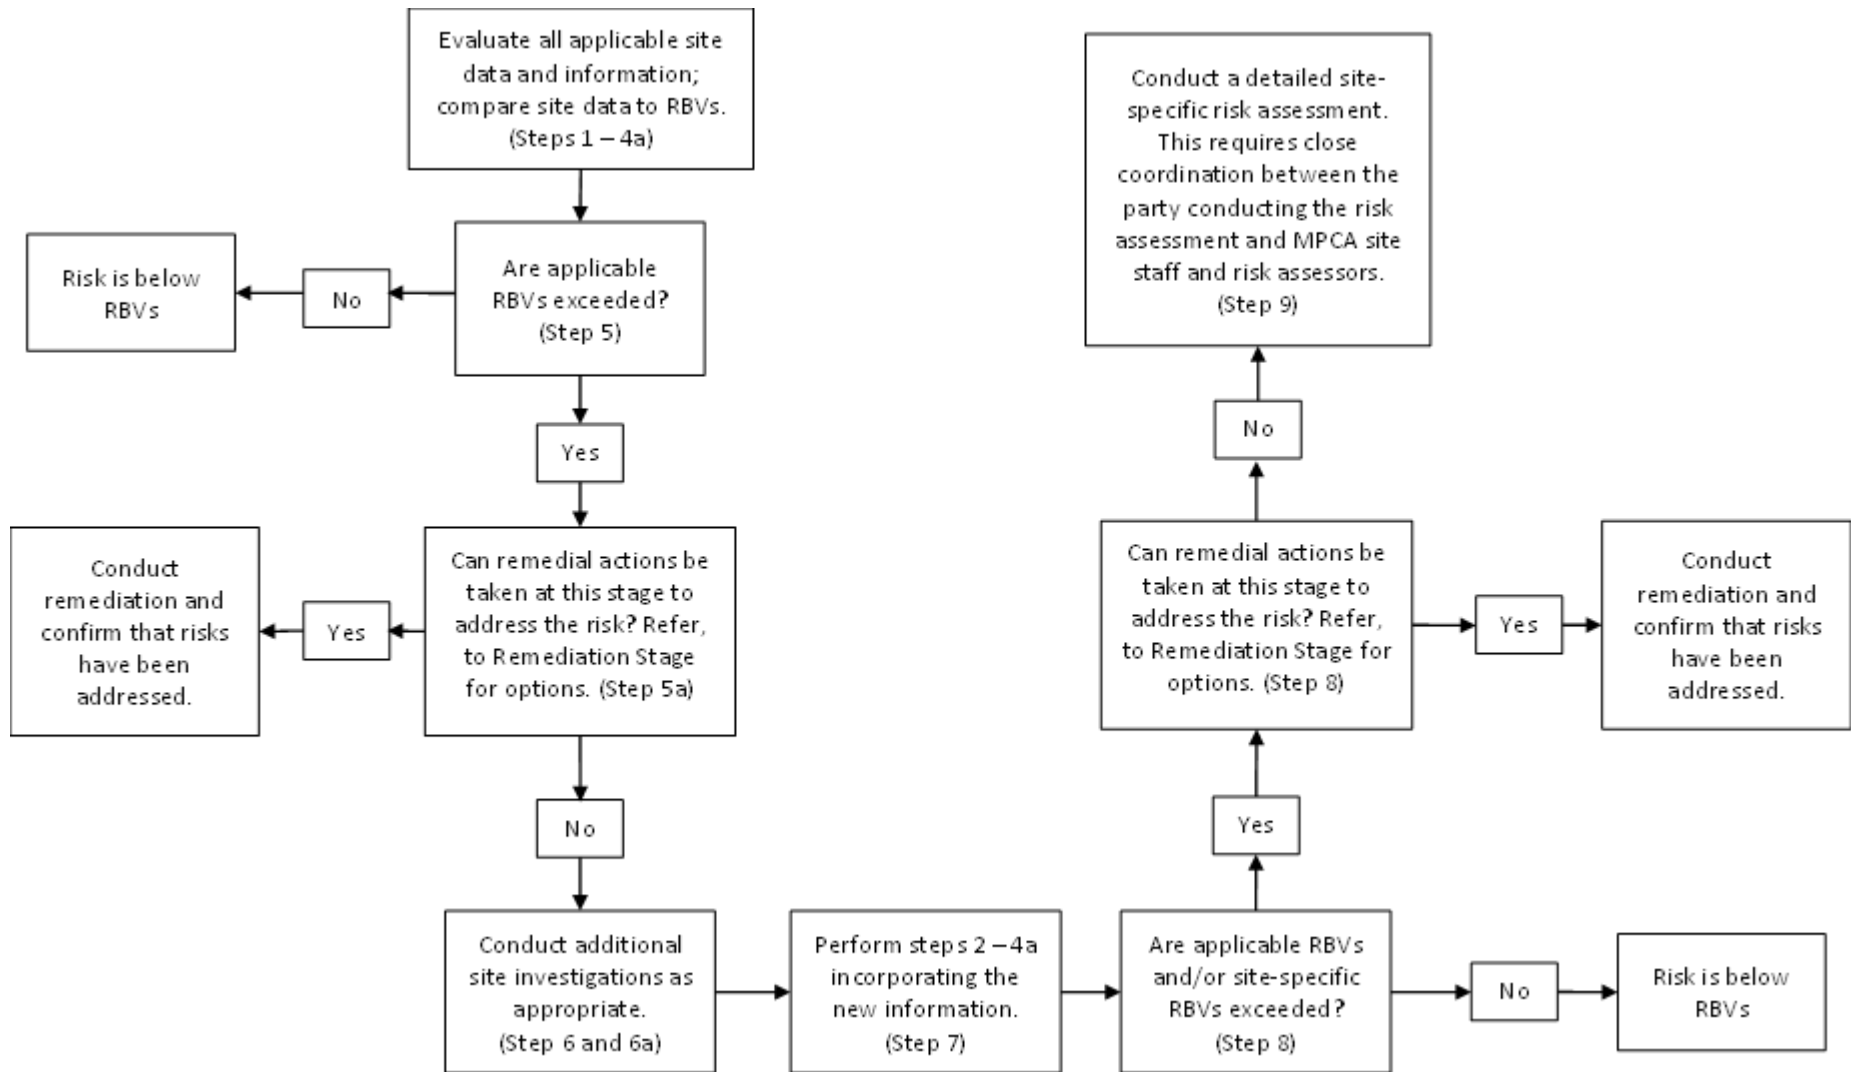 Evaluate all applicable site
data and information;
compare site data to RBVs.
(Steps 1 – 4a)
Are applicable
RBVs exceeded?
(Step 5)
No
Risk is below
RBVs
Yes
Can remedial actions be
taken at this stage to
address the risk? Refer,
to Remediation Stage
for options. (Step 5a)
Yes
Conduct
remediation and
confirm that risks
have been
addressed.
No
Conduct additional
site investigations as
appropriate.
(Step 6 and 6a)
Perform steps 2 – 4a
incorporating the
new information.
(Step 7)
Are applicable RBVs
and/or site-specific
RBVs exceeded?
(Step 8)
No
Risk is below
RBVs
Yes
Can remedial actions be
taken at this stage to
address the risk? Refer,
to Remediation Stage for
options. (Step 8)
Yes
Conduct
remediation and
confirm that risks
have been
addressed.
No
Conduct a detailed site-
specific risk assessment.
This requires close
coordination between the
party conducting the risk
assessment and MPCA site
staff and risk assessors.
(Step 9)